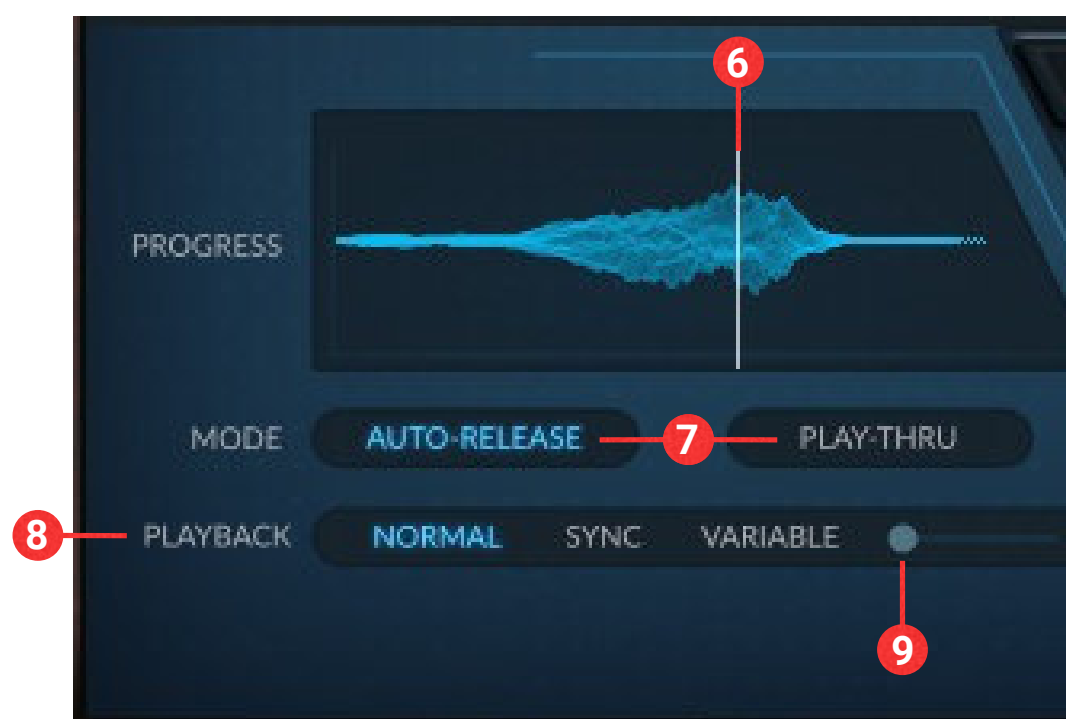 6
PROGRESS
MODE AUTO-RELEASE 7 PLAY-THRU
8 PLAYBACK NORMAL SYNC VARIABLE
9